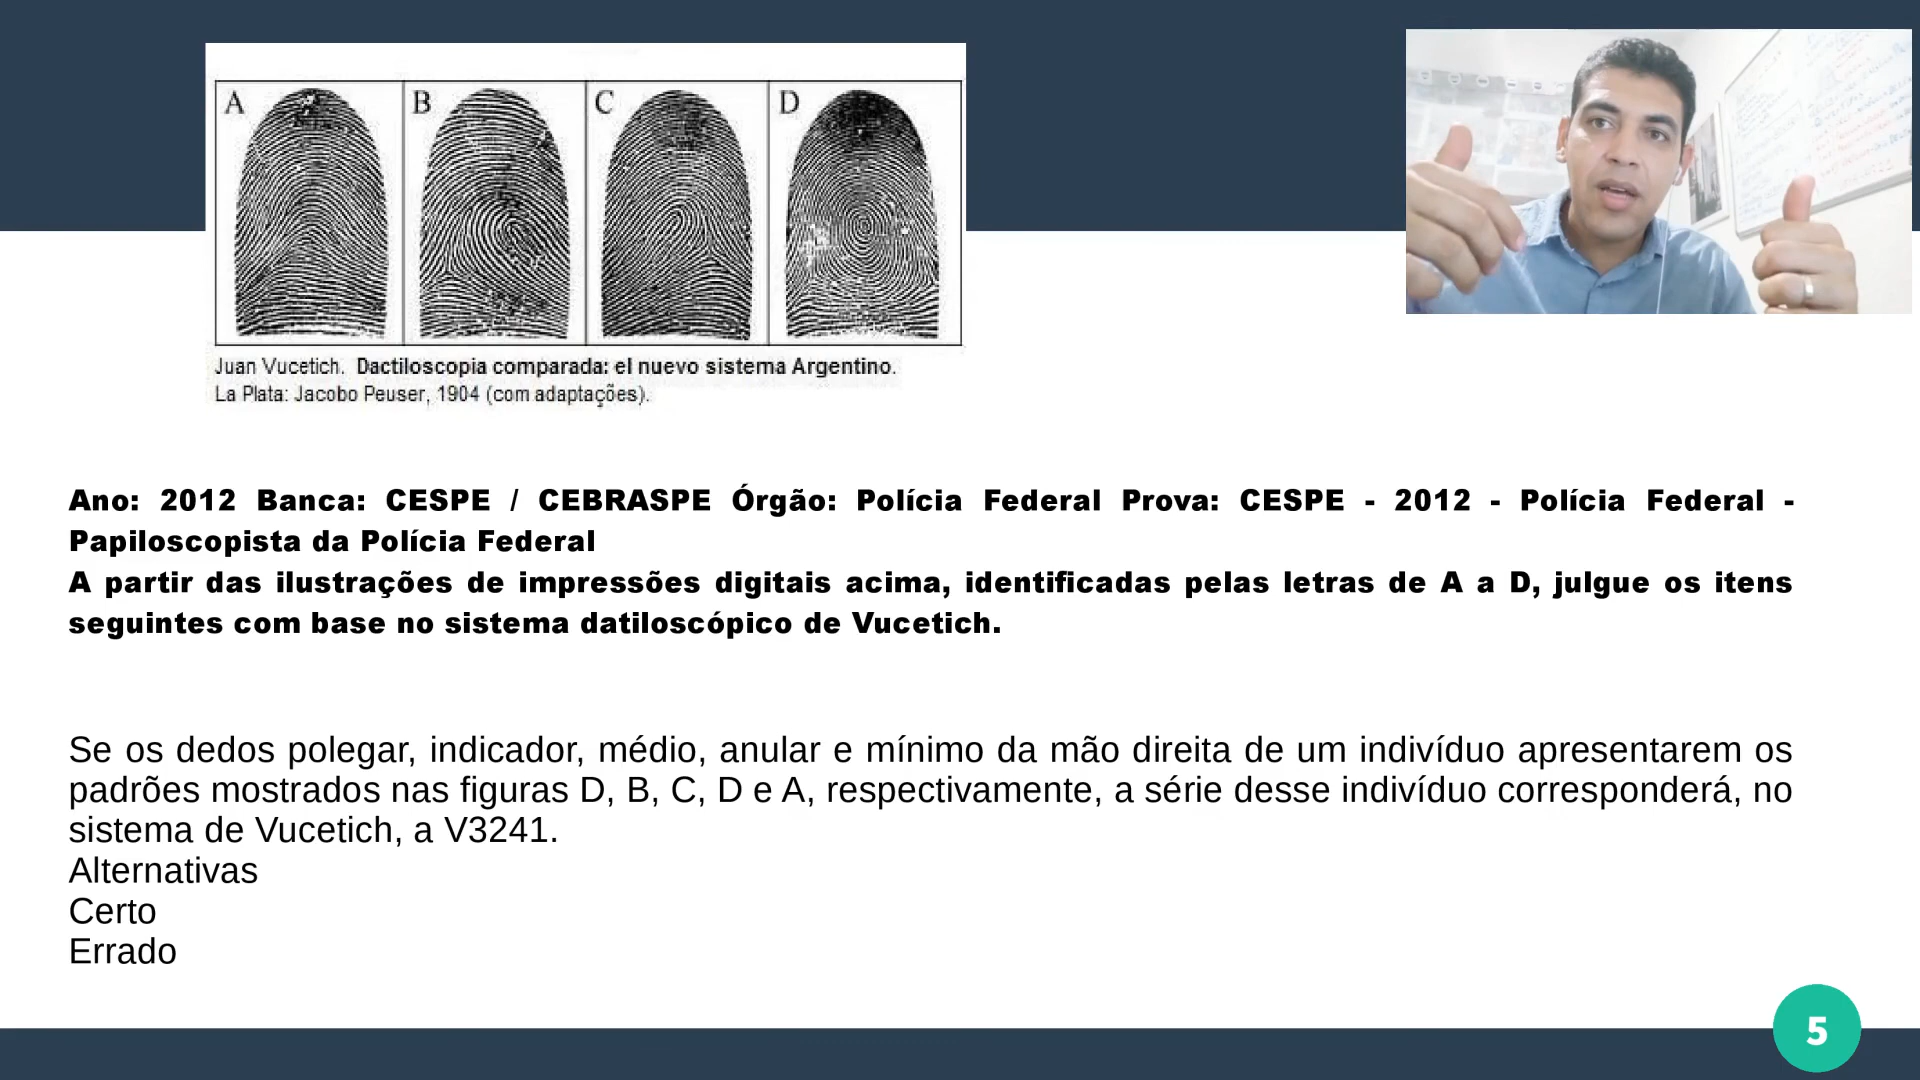 A B C D
Juan Vucetich. Dactiloscopia comparada: el nuevo sistema Argentino.
La Plata: Jacobo Peuser, 1904 (com adaptações).
Ano: 2012 Banca: CESPE / CEBRASPE Órgão: Polícia Federal Prova: CESPE - 2012 - Polícia Federal -
Papiloscopista da Polícia Federal
A partir das ilustrações de impressões digitais acima, identificadas pelas letras de A a D, julgue os itens
seguintes com base no sistema datiloscópico de Vucetich.
Se os dedos polegar, indicador, médio, anular e mínimo da mão direita de um indivíduo apresentarem os
padrões mostrados nas figuras D, B, C, D e A, respectivamente, a série desse indivíduo corresponderá, no
sistema de Vucetich, a V3241.
Alternativas
Certo
Errado
5